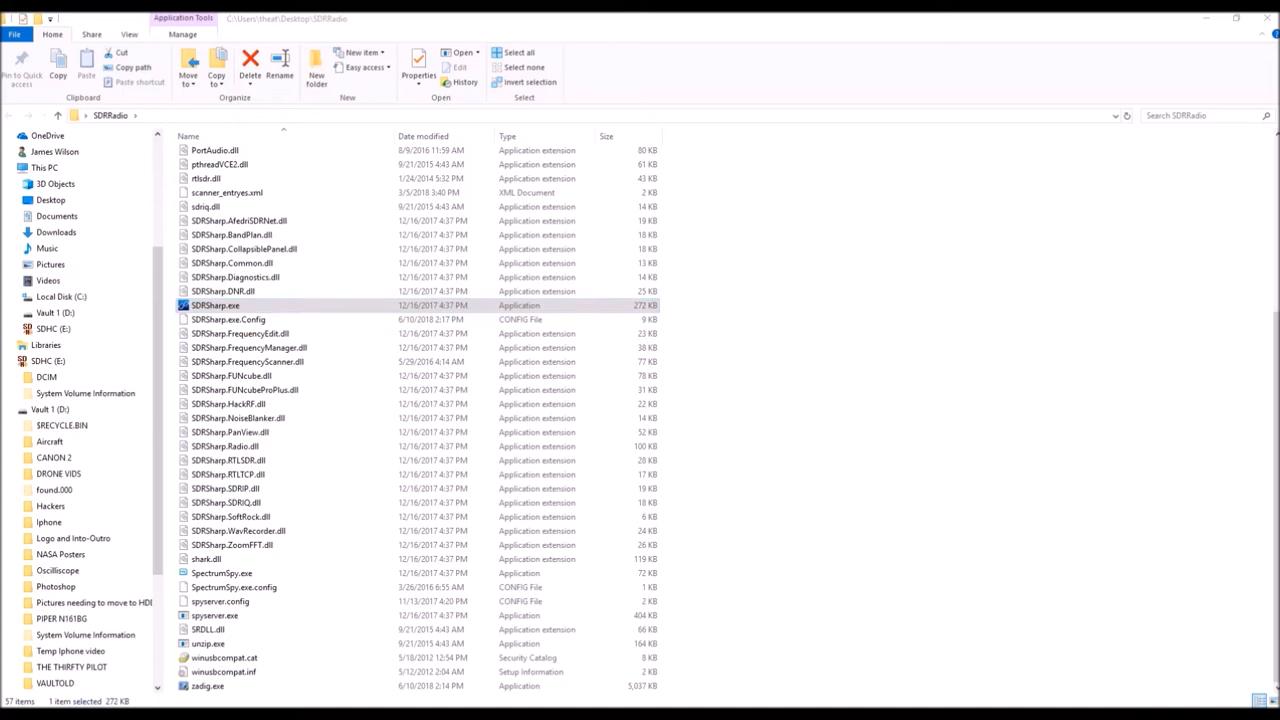 Application Tools C:\Users\theat\Desktop\SDRRadio
File Home Share View Manage
Pin to Quick access
Copy
Paste
Cut
Copy path
Paste shortcut
Clipboard
Move to
Copy to
Delete
Rename
Organize
New folder
New item
Easy access
New
Properties
Open
Edit
History
Open
Select all
Select none
Invert selection
Select
SDRRadio
Search SDRRadio
OneDrive
James Wilson
This PC
3D Objects
Desktop
Documents
Downloads
Music
Pictures
Videos
Local Disk (C:)
Vault 1 (D:)
SDHC (E:)
Libraries
SDHC (E:)
DCIM
System Volume Information
Vault 1 (D:)
$RECYCLE.BIN
Aircraft
CANON 2
DRONE VIDS
found.000
Hackers
Iphone
Logo and Into-Outro
NASA Posters
Oscilliscope
Photoshop
Pictures needing to move to HDD
PIPER N161BG
System Volume Information
Temp Iphone video
THE THIRFTY PILOT
VAULTOLD
Name Date modified Type Size
PortAudio.dll 8/9/2016 11:59 AM Application extension 80 KB
pthreadVCE2.dll 9/21/2015 4:43 AM Application extension 61 KB
rtlsdr.dll 1/24/2014 5:32 PM Application extension 43 KB
scanner_entryes.xml 3/5/2018 3:40 PM XML Document 2 KB
sdriq.dll 9/21/2015 4:43 AM Application extension 14 KB
SDRSharp.AfedriSDRNet.dll 12/16/2017 4:37 PM Application extension 19 KB
SDRSharp.BandPlan.dll 12/16/2017 4:37 PM Application extension 18 KB
SDRSharp.CollapsiblePanel.dll 12/16/2017 4:37 PM Application extension 18 KB
SDRSharp.Common.dll 12/16/2017 4:37 PM Application extension 13 KB
SDRSharp.Diagnostics.dll 12/16/2017 4:37 PM Application extension 14 KB
SDRSharp.DNR.dll 12/16/2017 4:37 PM Application extension 25 KB
SDRSharp.exe 12/16/2017 4:37 PM Application 272 KB
SDRSharp.exe.Config 6/10/2018 2:17 PM CONFIG File 9 KB
SDRSharp.FrequencyEdit.dll 12/16/2017 4:37 PM Application extension 23 KB
SDRSharp.FrequencyManager.dll 12/16/2017 4:37 PM Application extension 38 KB
SDRSharp.FrequencyScanner.dll 5/29/2016 4:14 AM Application extension 77 KB
SDRSharp.FUNcube.dll 12/16/2017 4:37 PM Application extension 78 KB
SDRSharp.FUNcubeProPlus.dll 12/16/2017 4:37 PM Application extension 31 KB
SDRSharp.HackRF.dll 12/16/2017 4:37 PM Application extension 22 KB
SDRSharp.NoiseBlanker.dll 12/16/2017 4:37 PM Application extension 14 KB
SDRSharp.PanView.dll 12/16/2017 4:37 PM Application extension 52 KB
SDRSharp.Radio.dll 12/16/2017 4:37 PM Application extension 100 KB
SDRSharp.RTLSDR.dll 12/16/2017 4:37 PM Application extension 28 KB
SDRSharp.RTLTCP.dll 12/16/2017 4:37 PM Application extension 17 KB
SDRSharp.SDRIP.dll 12/16/2017 4:37 PM Application extension 19 KB
SDRSharp.SDRIQ.dll 12/16/2017 4:37 PM Application extension 18 KB
SDRSharp.SoftRock.dll 12/16/2017 4:37 PM Application extension 6 KB
SDRSharp.WavRecorder.dll 12/16/2017 4:37 PM Application extension 24 KB
SDRSharp.ZoomFFT.dll 12/16/2017 4:37 PM Application extension 26 KB
shark.dll 12/16/2017 4:37 PM Application extension 119 KB
SpectrumSpy.exe 12/16/2017 4:37 PM Application 72 KB
SpectrumSpy.exe.config 3/26/2016 6:55 AM CONFIG File 1 KB
spyserver.config 11/13/2017 4:20 PM CONFIG File 2 KB
spyserver.exe 12/16/2017 4:37 PM Application 404 KB
SRDLL.dll 9/21/2015 4:43 AM Application extension 66 KB
unzip.exe 9/21/2015 4:43 AM Application 164 KB
winusbcompat.cat 5/18/2012 12:54 PM Security Catalog 8 KB
winusbcompat.inf 5/12/2012 2:04 AM Setup Information 2 KB
zadig.exe 6/10/2018 2:14 PM Application 5,037 KB
57 items 1 item selected 272 KB